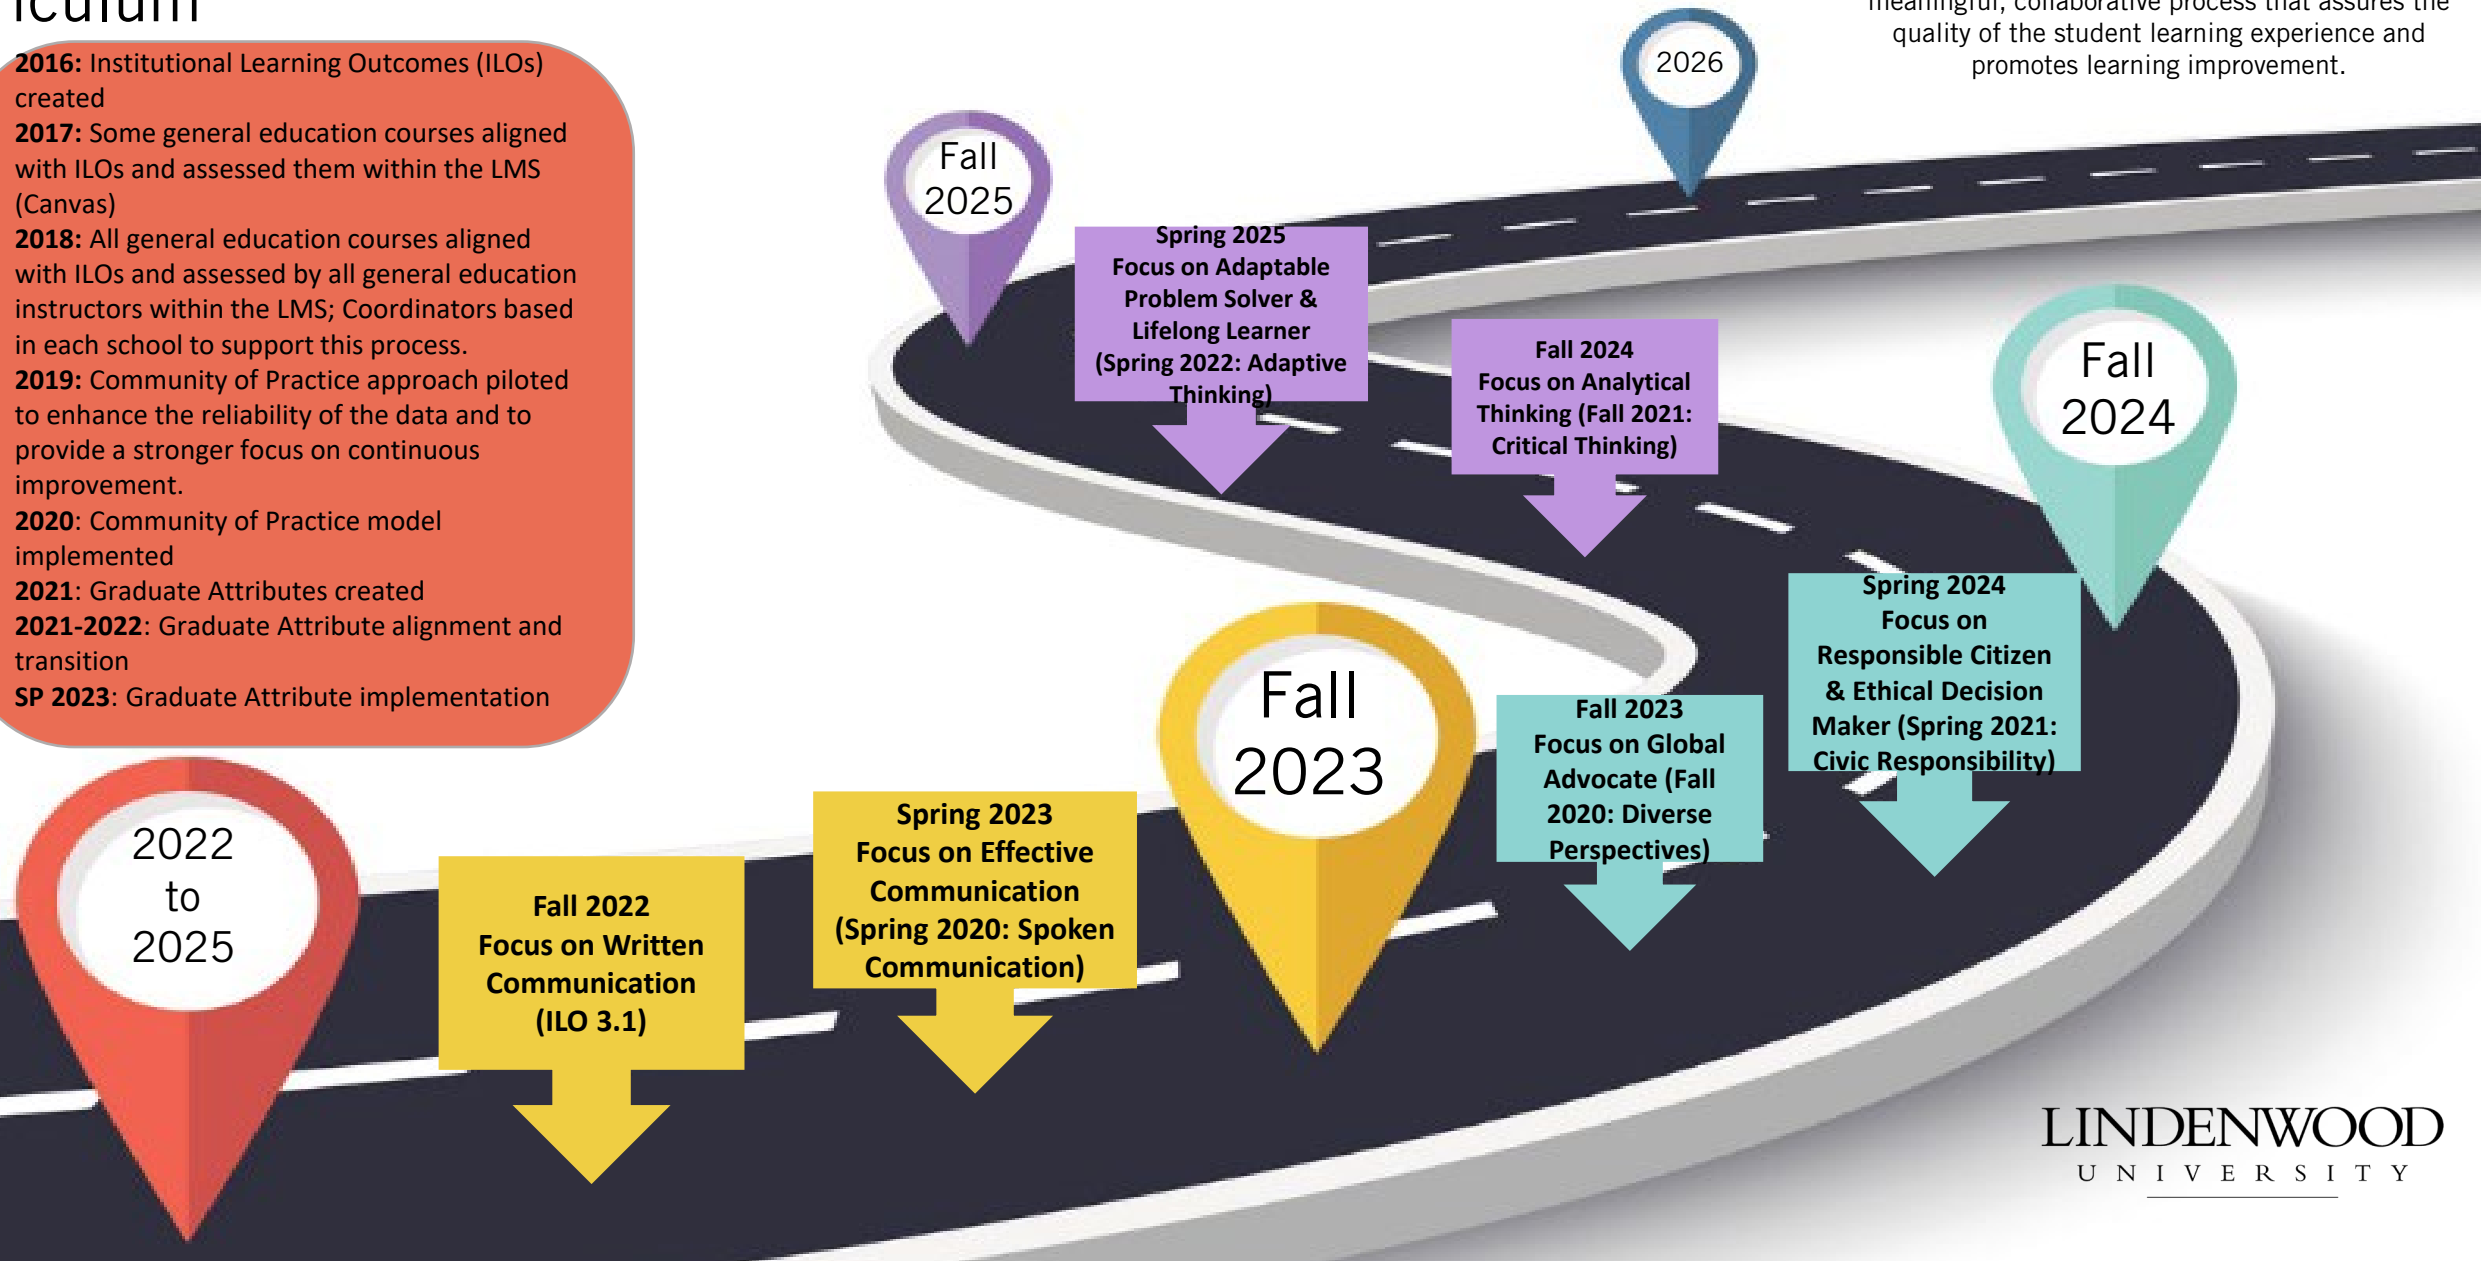 iculum
meaningful, collaborative process that assures the
quality of the student learning experience and
promotes learning improvement.
2016: Institutional Learning Outcomes (ILOs)
created
2017: Some general education courses aligned
with ILOs and assessed them within the LMS
(Canvas)
2018: All general education courses aligned
with ILOs and assessed by all general education
instructors within the LMS; Coordinators based
in each school to support this process.
2019: Community of Practice approach piloted
to enhance the reliability of the data and to
provide a stronger focus on continuous
improvement.
2020: Community of Practice model
implemented
2021: Graduate Attributes created
2021-2022: Graduate Attribute alignment and
transition
SP 2023: Graduate Attribute implementation
2026
Fall
2025
Spring 2025
Focus on Adaptable
Problem Solver &
Lifelong Learner
(Spring 2022: Adaptive
Thinking)
Fall 2024
Focus on Analytical
Thinking (Fall 2021:
Critical Thinking)
Fall
2024
Spring 2024
Focus on
Responsible Citizen
& Ethical Decision
Maker (Spring 2021:
Civic Responsibility)
Fall
2023
Fall 2023
Focus on Global
Advocate (Fall
2020: Diverse
Perspectives)
Spring 2023
Focus on Effective
Communication
(Spring 2020: Spoken
Communication)
2022
to
2025
Fall 2022
Focus on Written
Communication
(ILO 3.1)
LINDENWOOD
UNIVERSITY